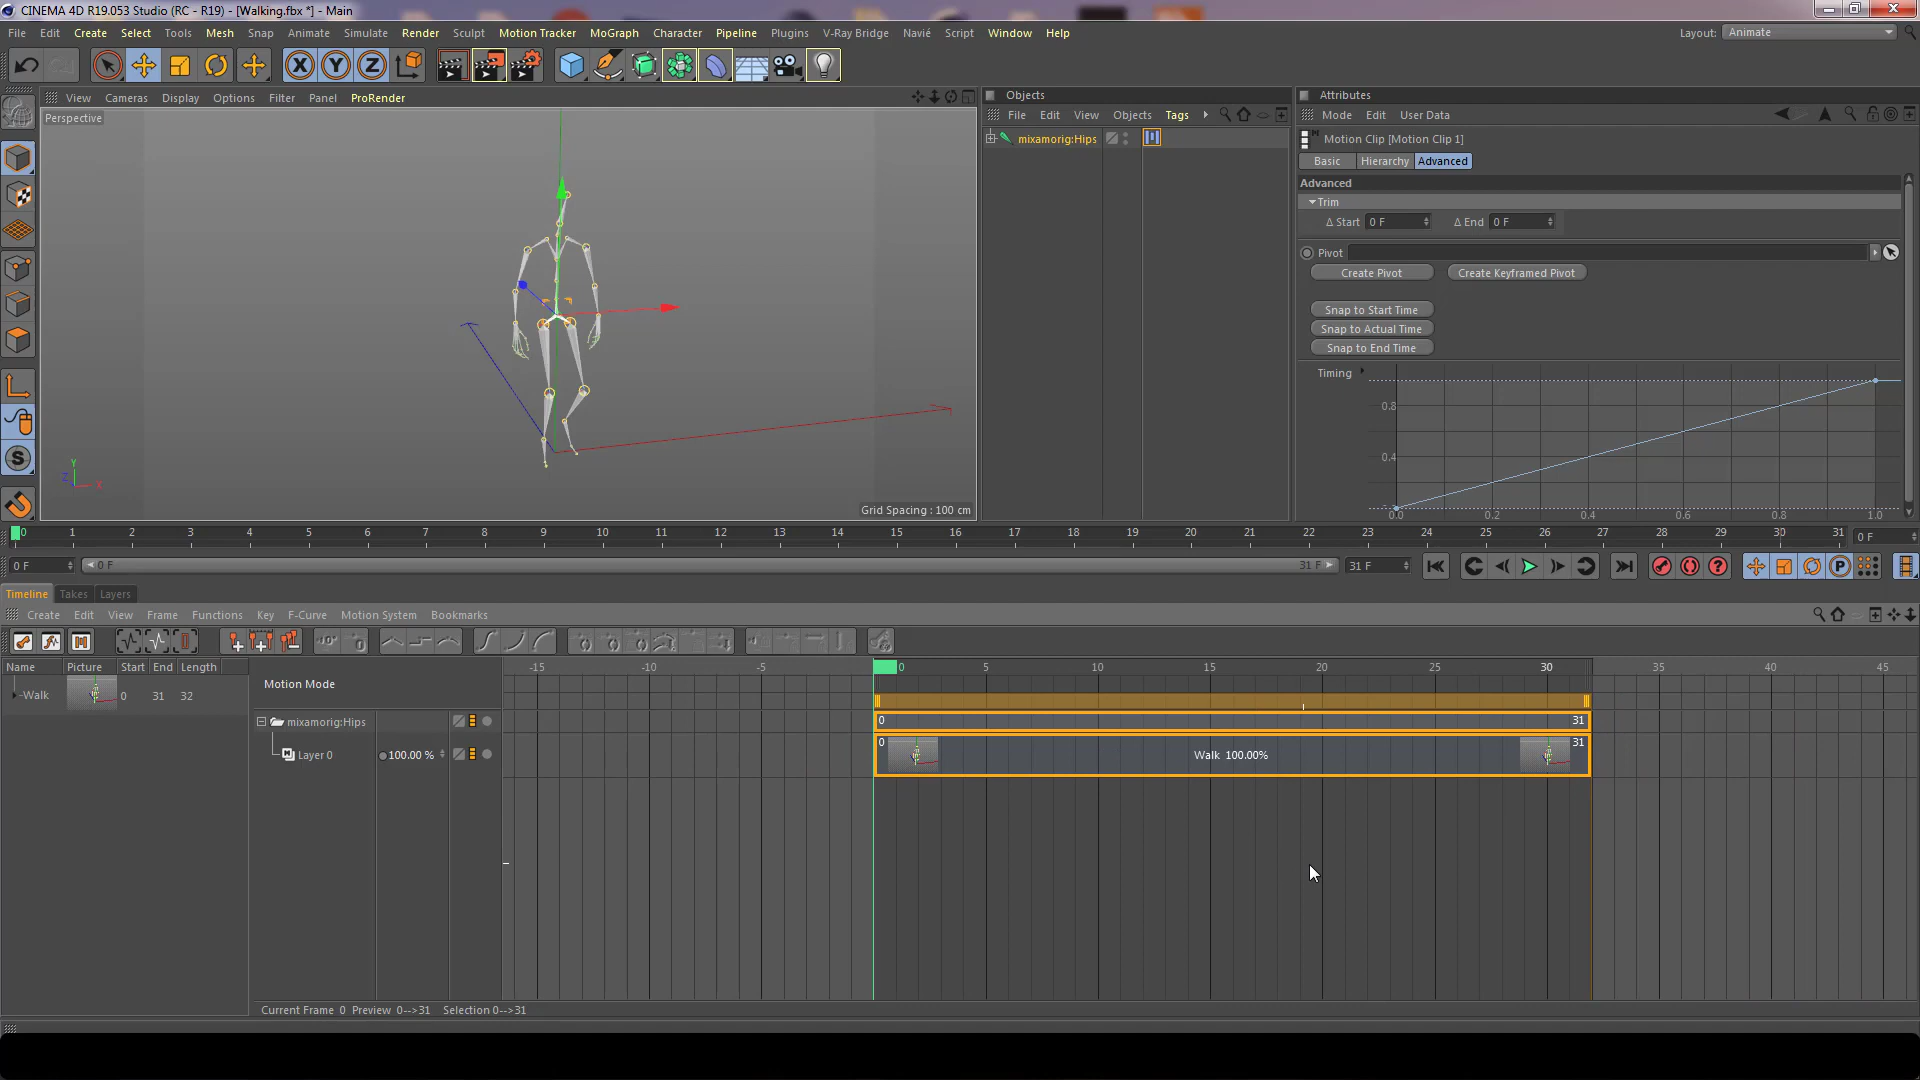 CINEMA 4D R19.053 Studio (RC - R19) - [Walking.fbx *] - Main
File Edit Create Select Tools Mesh Snap Animate Simulate Render Sculpt Motion Tracker MoGraph Character Pipeline Plugins V-Ray Bridge Navié Script Window Help Layout: Animate
X Y Z
View Cameras Display Options Filter Panel ProRender
Perspective
Y
Z X
Grid Spacing : 100 cm
Objects
File Edit View Objects Tags
mixamorig:Hips
Attributes
Mode Edit User Data
Motion Clip [Motion Clip 1]
Basic Hierarchy Advanced
Advanced
Trim
Δ Start 0 F Δ End 0 F
Pivot
Create Pivot Create Keyframed Pivot
Snap to Start Time
Snap to Actual Time
Snap to End Time
Timing
0.8
0.4
0.0 0.2 0.4 0.6 0.8 1.0
0 1 2 3 4 5 6 7 8 9 10 11 12 13 14 15 16 17 18 19 20 21 22 23 24 25 26 27 28 29 30 31 0 F
0 F 0 F 31 F 31 F
Timeline Takes Layers
Create Edit View Frame Functions Key F-Curve Motion System Bookmarks
Name Picture Start End Length
-Walk 0 31 32
Motion Mode
mixamorig:Hips
Layer 0 100.00 %
-15 -10 -5 0 5 10 15 20 25 30 35 40 45
0 31
0 Walk 100.00% 31
Current Frame 0 Preview 0-->31 Selection 0-->31